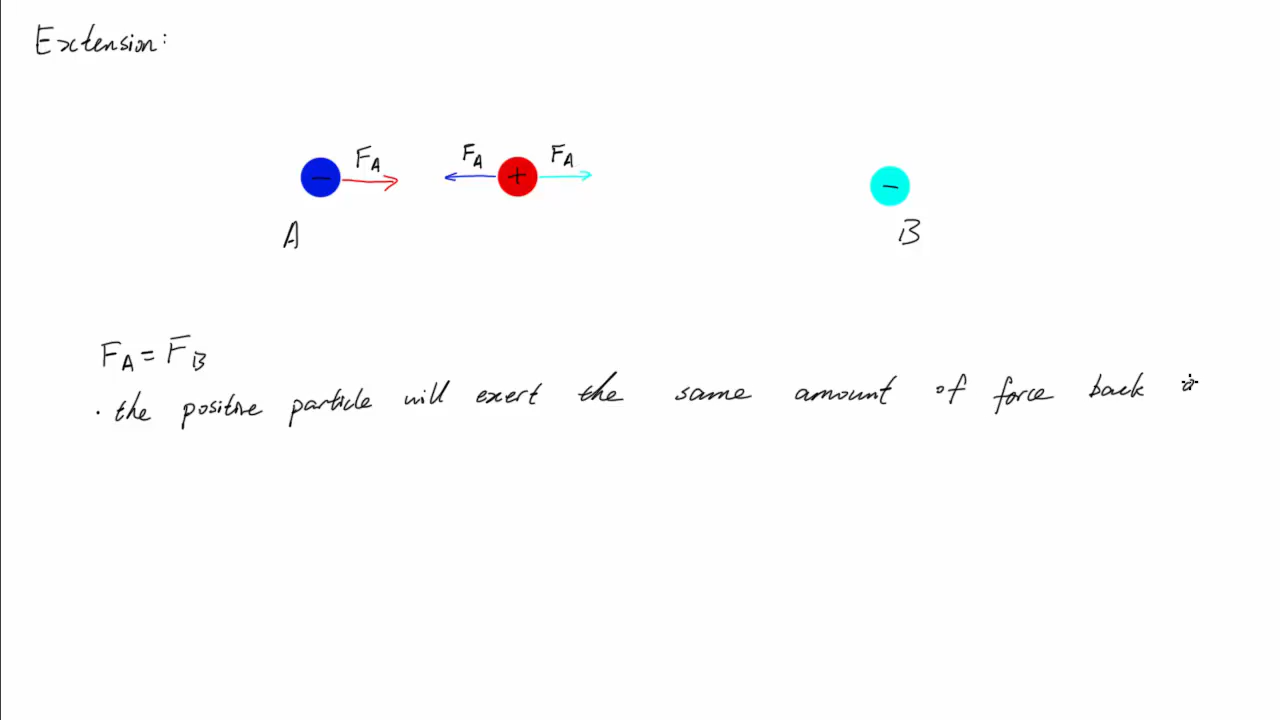 Extension:
F_A F_A F_A
- + -
A B
F_A = F_B
· the positive particle will exert the same amount of force back